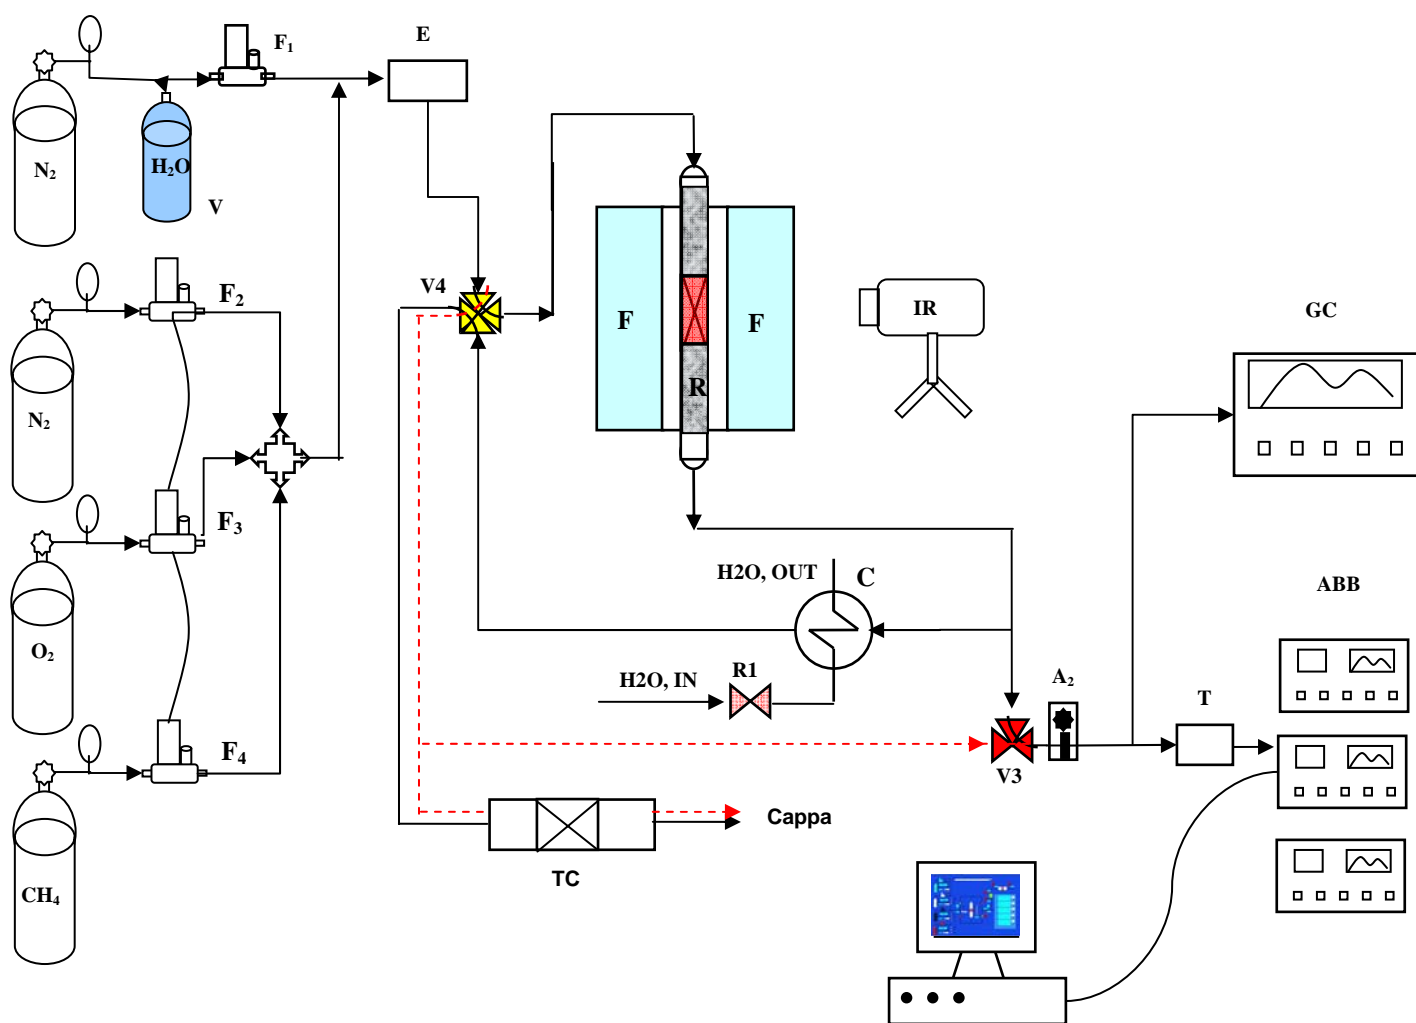 E
F₁
N₂
H₂O
V
F₂
V4
IR
GC
F
F
N₂
R
F₃
H2O, OUT
C
ABB
O₂
H2O, IN
R1
A₂
T
F₄
V3
Cappa
TC
CH₄